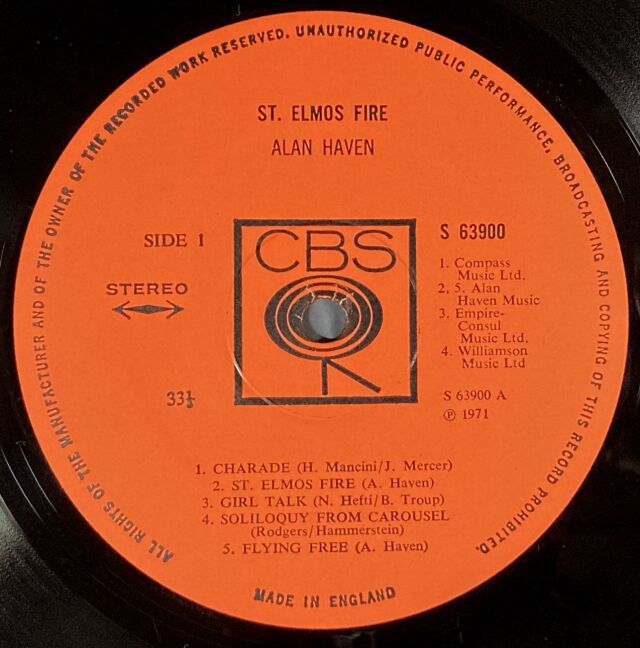 ALL RIGHTS OF THE MANUFACTURER AND OF THE OWNER OF THE RECORDED WORK RESERVED. UNAUTHORIZED PUBLIC PERFORMANCE, BROADCASTING AND COPYING OF THIS RECORD PROHIBITED.
ST. ELMOS FIRE
ALAN HAVEN
SIDE 1
STEREO
33⅓
CBS
S 63900
1. Compass
Music Ltd.
2, 5. Alan
Haven Music
3. Empire-
Consul
Music Ltd.
4. Williamson
Music Ltd
S 63900 A
℗ 1971
1. CHARADE (H. Mancini/J. Mercer)
2. ST. ELMOS FIRE (A. Haven)
3. GIRL TALK (N. Hefti/B. Troup)
4. SOLILOQUY FROM CAROUSEL
(Rodgers/Hammerstein)
5. FLYING FREE (A. Haven)
MADE IN ENGLAND